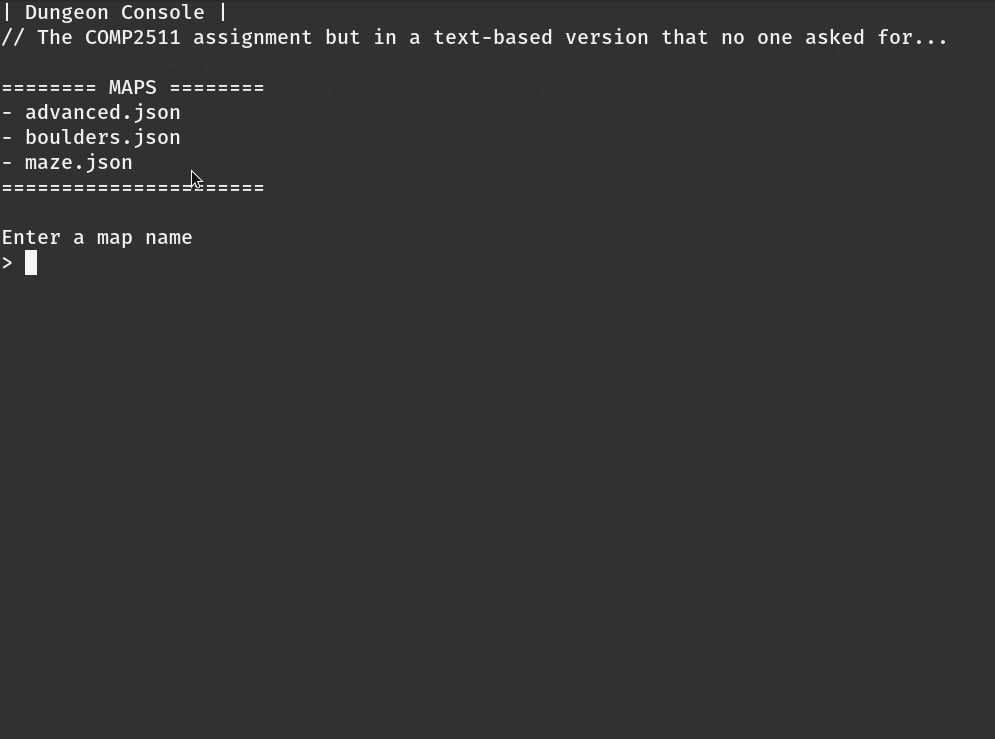 | Dungeon Console |
// The COMP2511 assignment but in a text-based version that no one asked for...
======== MAPS ========
- advanced.json
- boulders.json
- maze.json
======================
Enter a map name
>